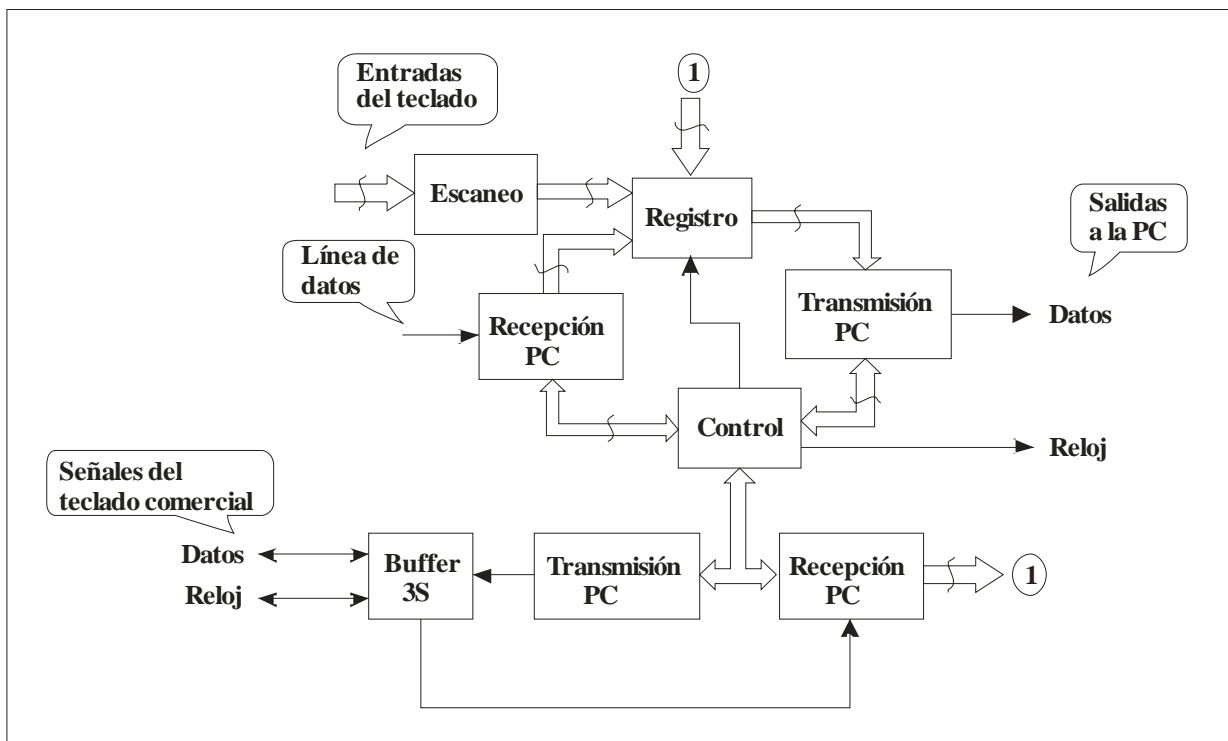 Entradas
del teclado
1
Escaneo
Registro
Salidas
a la PC
Línea de
datos
Transmisión
PC
Datos
Recepción
PC
Control
Reloj
Señales del
teclado comercial
Datos
Reloj
Buffer
3S
Transmisión
PC
Recepción
PC
1